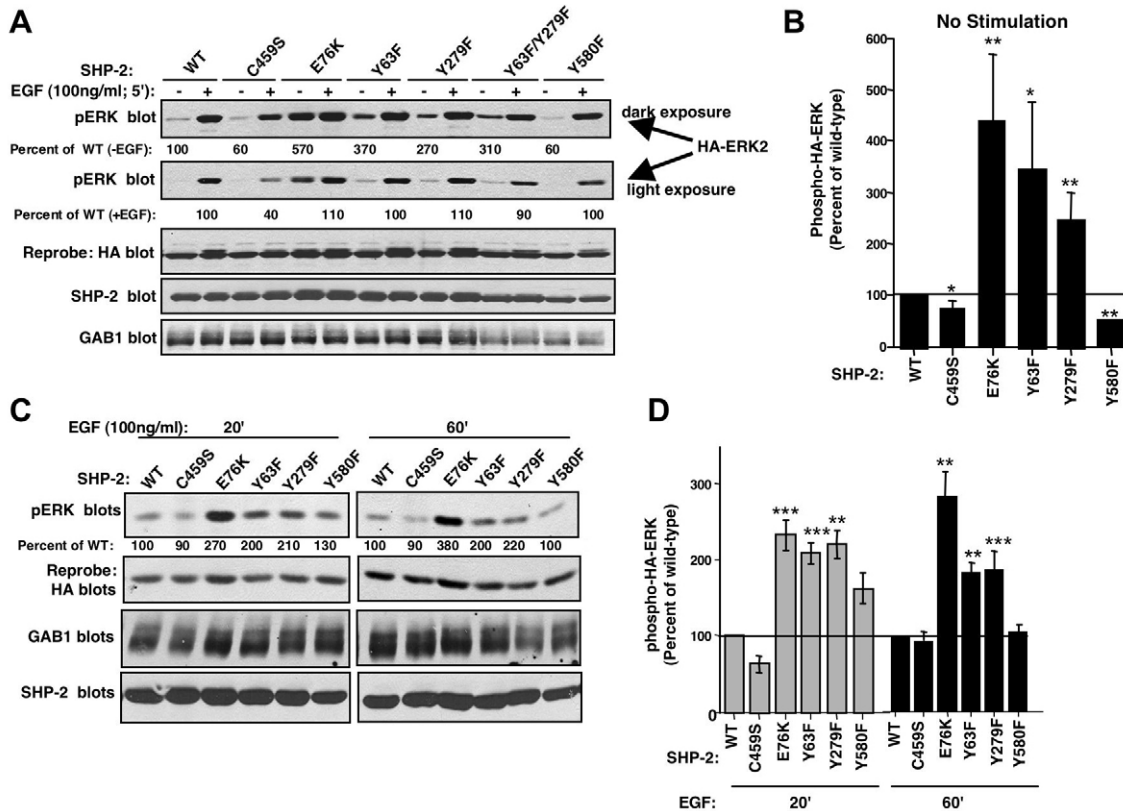 A
SHP-2: WT C459S E76K Y63F Y279F Y63F/Y279F Y580F
EGF (100ng/ml; 5'): - + - + - + - + - + - + - +
pERK blot
dark exposure
Percent of WT (-EGF): 100 60 570 370 270 310 60
HA-ERK2
pERK blot
light exposure
Percent of WT (+EGF) 100 40 110 100 110 90 100
Reprobe: HA blot
SHP-2 blot
GAB1 blot
B
No Stimulation
Phospho-HA-ERK
(Percent of wild-type)
600
500
400
300
200
100
0
** * ** * ** **
SHP-2: WT C459S E76K Y63F Y279F Y580F
C
EGF (100ng/ml): 20' 60'
SHP-2: WT C459S E76K Y63F Y279F Y580F WT C459S E76K Y63F Y279F Y580F
pERK blots
Percent of WT: 100 90 270 200 210 130 100 90 380 200 220 100
Reprobe:
HA blots
GAB1 blots
SHP-2 blots
D
phospho-HA-ERK
(Percent of wild-type)
300
200
100
0
*** *** ** ** ** ***
SHP-2: WT C459S E76K Y63F Y279F Y580F WT C459S E76K Y63F Y279F Y580F
EGF: 20' 60'